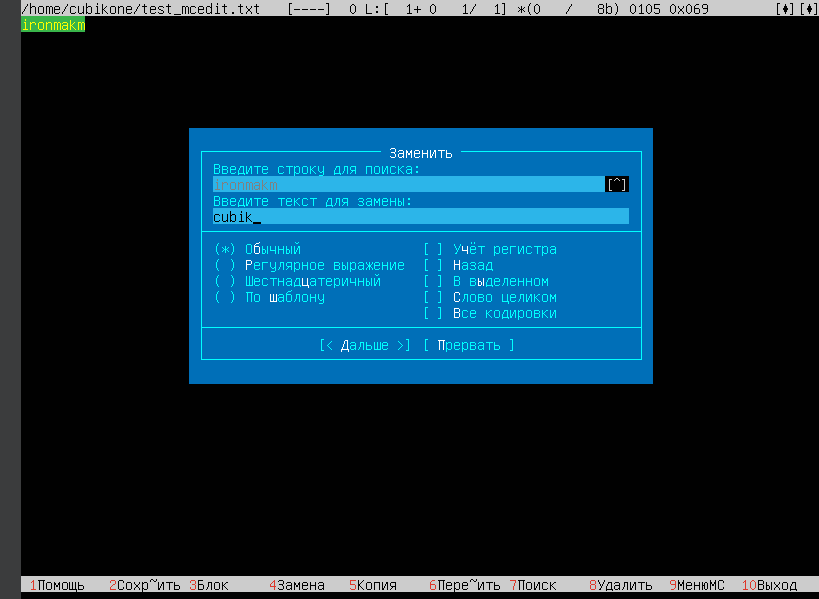 /home/cubikone/test_mcedit.txt [----] 0 L:[ 1+ 0 1/ 1] *(0 / 8b) 0105 0x069 [♦] [♦]
ironmakm
Заменить
Введите строку для поиска:
ironmakm [^]
Введите текст для замены:
cubik_
(*) Обычный [ ] Учёт регистра
( ) Регулярное выражение [ ] Назад
( ) Шестнадцатеричный [ ] В выделенном
( ) По шаблону [ ] Слово целиком
[ ] Все кодировки
[< Дальше >] [ Прервать ]
1Помощь 2Сохр~ить 3Блок 4Замена 5Копия 6Пере~ить 7Поиск 8Удалить 9МенюМС 10Выход